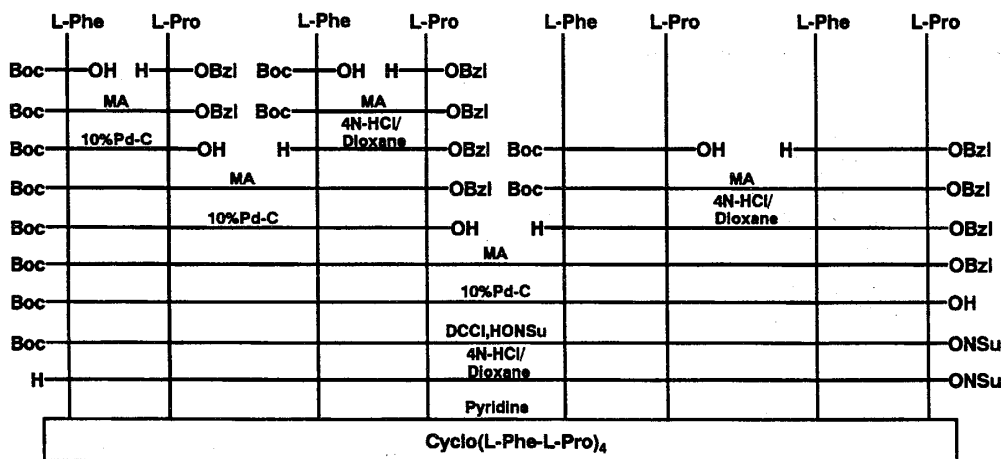 L-Phe L-Pro L-Phe L-Pro L-Phe L-Pro L-Phe L-Pro
Boc OH H OBzl Boc OH H OBzl
MA MA
Boc OBzl Boc OBzl
10%Pd-C 4N-HCl/
Dioxane
Boc OH H OBzl Boc OH H OBzl
MA MA
Boc OBzl Boc OBzl
10%Pd-C 4N-HCl/
Dioxane
Boc OH H OBzl
MA
Boc OBzl
10%Pd-C
Boc OH
DCCl,HONSu
Boc ONSu
4N-HCl/
Dioxane
H ONSu
Pyridine
Cyclo(L-Phe-L-Pro)4